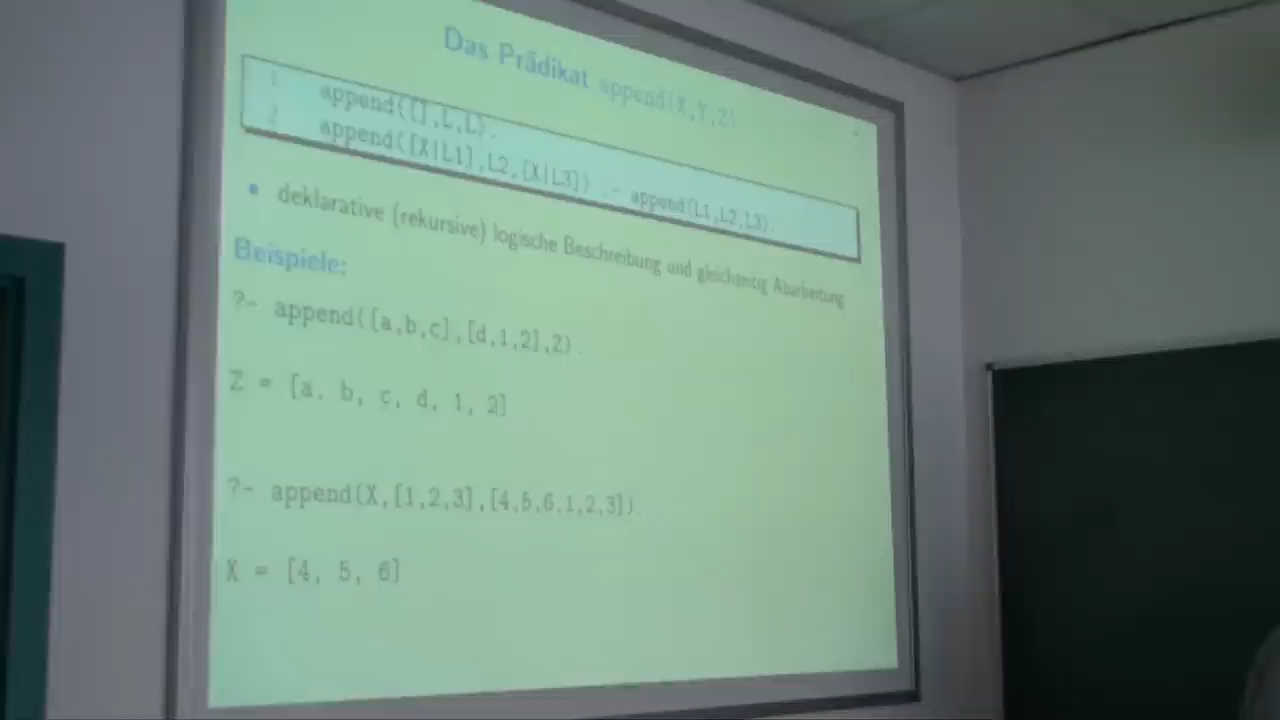 Das Prädikat append(X,Y,Z)
1 append([],L,L).
2 append([X|L1],L2,[X|L3]) :- append(L1,L2,L3).
• deklarative (rekursive) logische Beschreibung und gleichzeitig Abarbeitung
Beispiele:
?- append([a,b,c],[d,1,2],Z).
Z = [a, b, c, d, 1, 2]
?- append(X,[1,2,3],[4,5,6,1,2,3]).
X = [4, 5, 6]